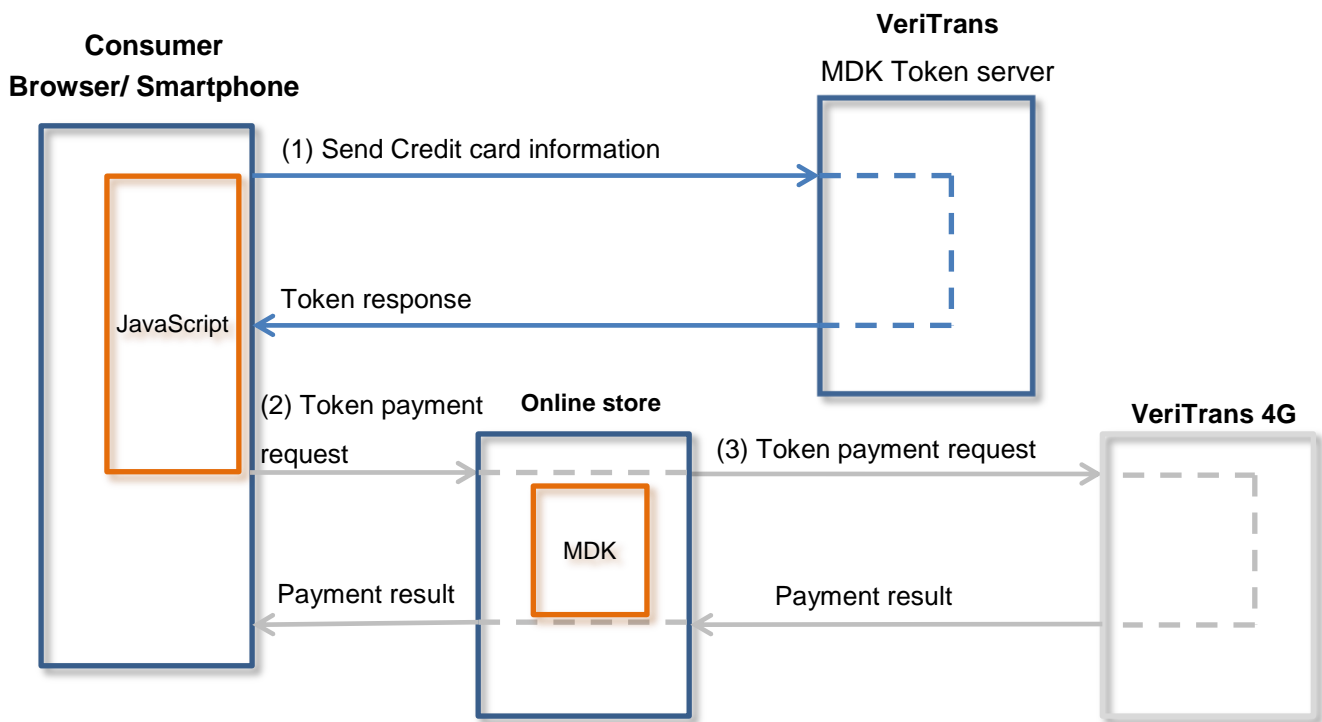 Consumer
Browser/ Smartphone
VeriTrans
MDK Token server
(1) Send Credit card information
Token response
JavaScript
(2) Token payment
request
Online store
(3) Token payment request
VeriTrans 4G
MDK
Payment result
Payment result